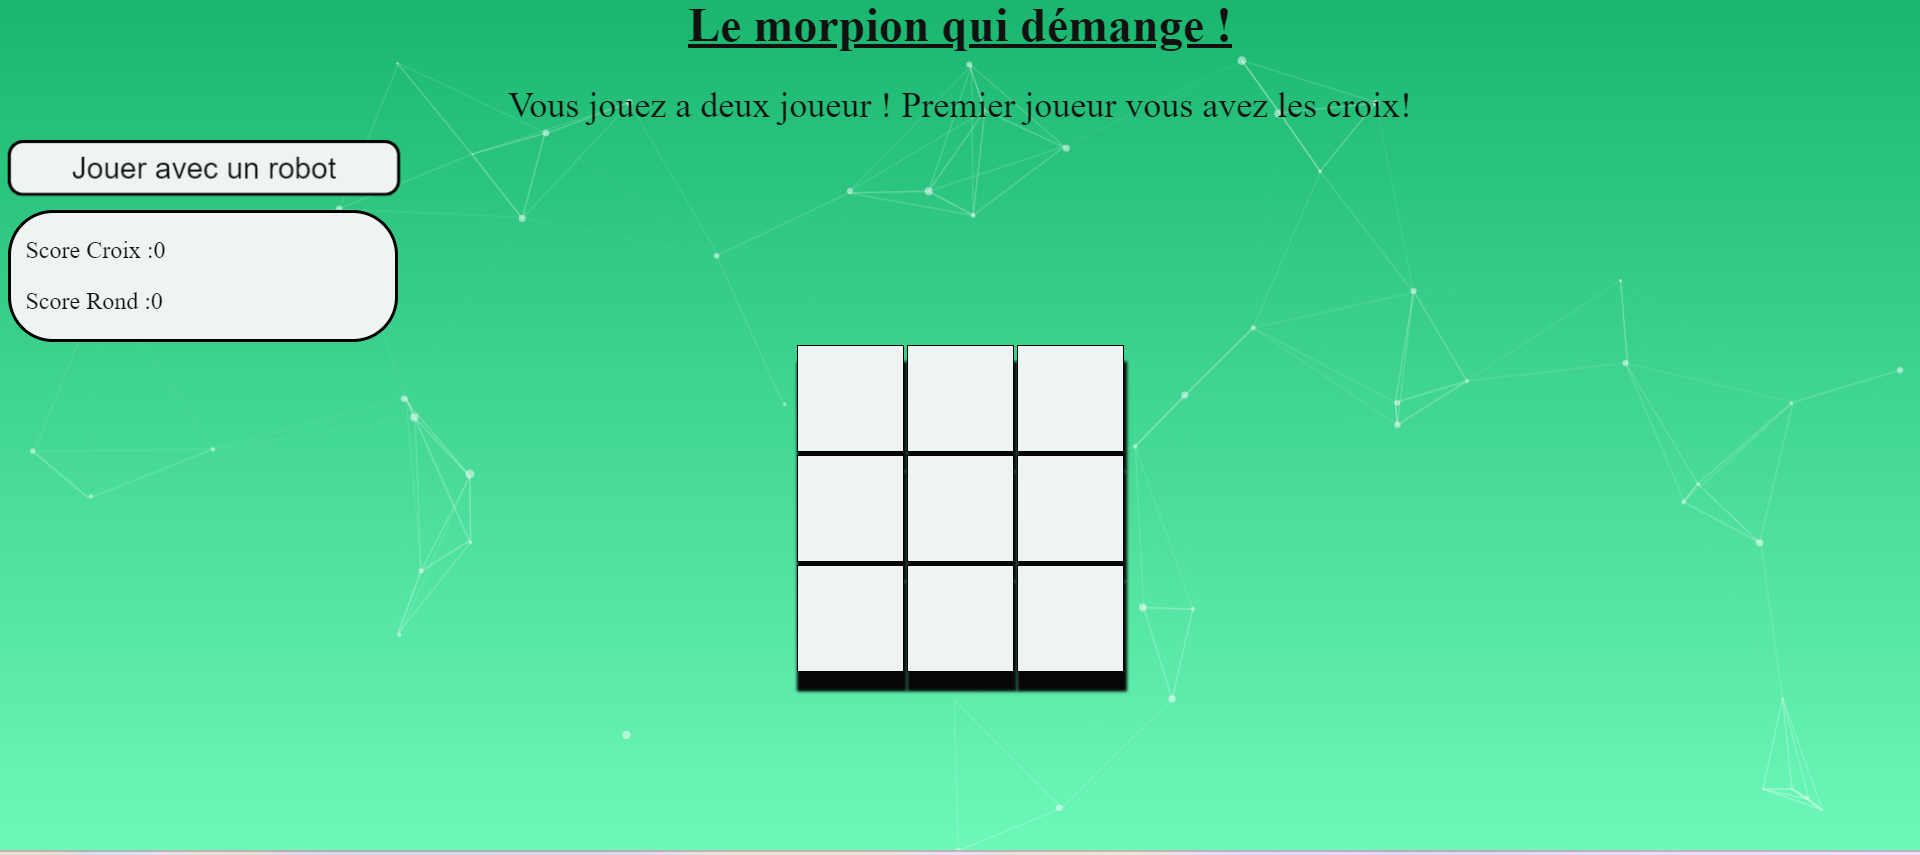 Le morpion qui démange !
Vous jouez a deux joueur ! Premier joueur vous avez les croix!
Jouer avec un robot
Score Croix :0
Score Rond :0